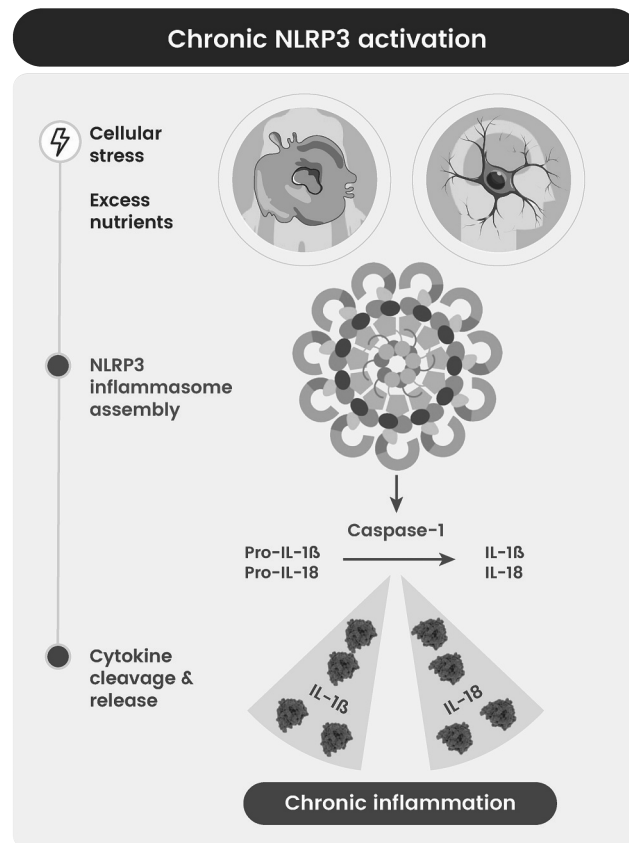 Chronic NLRP3 activation
Cellular
stress
Excess
nutrients
NLRP3
inflammasome
assembly
Caspase-1
Pro-IL-1ß
Pro-IL-18
IL-1ß
IL-18
Cytokine
cleavage &
release
IL-1ß
IL-18
Chronic inflammation